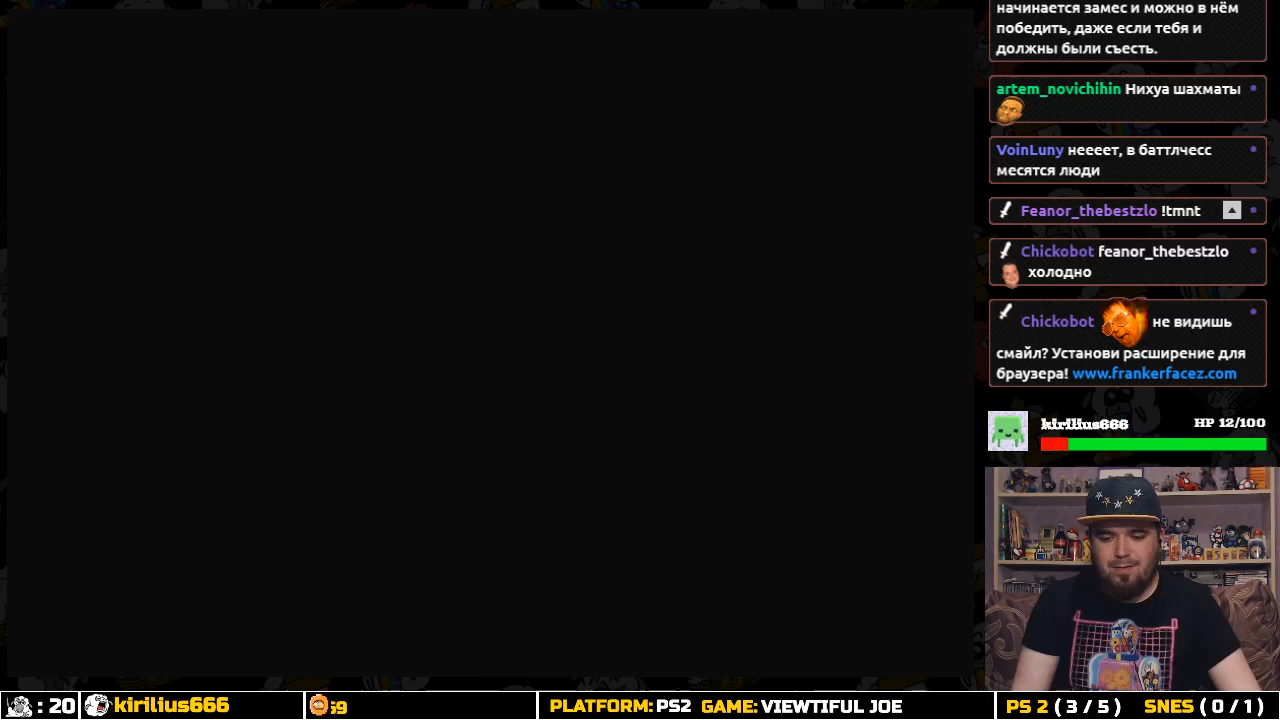 начинается замес и можно в нём
победить, даже если тебя и
должны были съесть.
artem_novichihin Нихуа шахматы
VoinLuny неееет, в баттлчесс
месятся люди
Feanor_thebestzlo !tmnt
Chickobot feanor_thebestzlo
холодно
Chickobot не видишь
смайл? Установи расширение для
браузера! www.frankerfacez.com
kirilius666 HP 12/100
: 20 kirilius666 59 PLATFORM: PS2 GAME: VIEWTIFUL JOE PS 2 ( 3 / 5 ) SNES ( 0 / 1 )